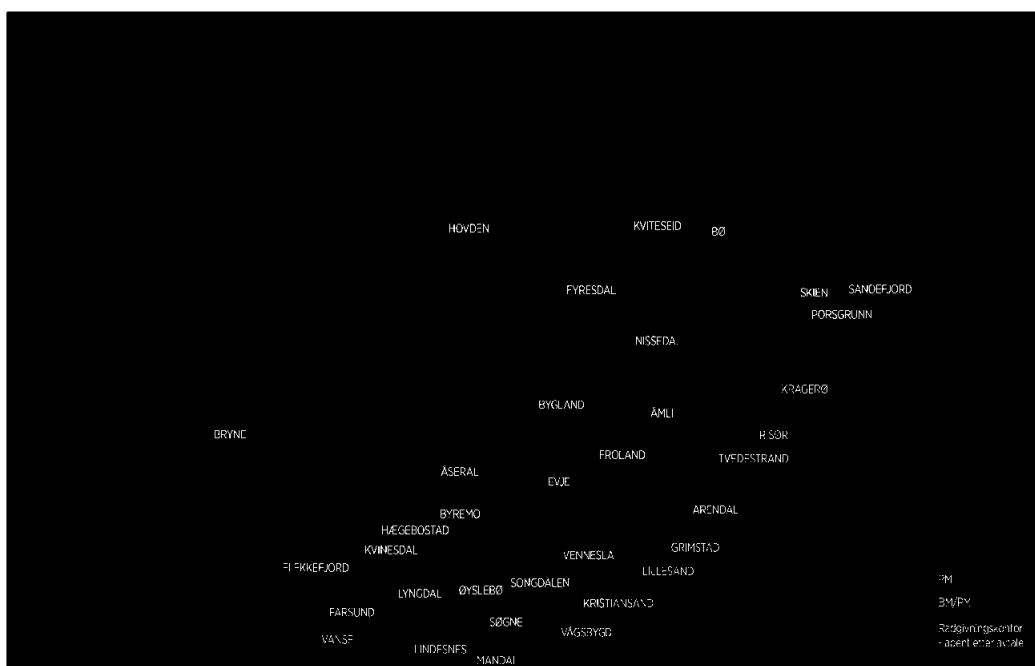 HOVDEN
KVITESEID
BØ
FYRESDAL
SKIEN
SANDEFJORD
PORSGRUNN
NISSEDAL
KRAGERØ
BYGLAND
ÅMLI
BRYNE
RISØR
FROLAND
TVEDESTRAND
ÅSERAL
EVJE
BYREMO
ARENDAL
HÆGEBOSTAD
KVINESDAL
VENNESLA
GRIMSTAD
FLEKKEFJORD
LILLESAND
SONGDALEN
LYNGDAL
ØYSLEBØ
PM
FARSUND
KRISTIANSAND
BM/PM
SØGNE
VÅGSBYGD
Rådgivningskontor
- åpent etter avtale
VANSE
LINDESNES
MANDAL